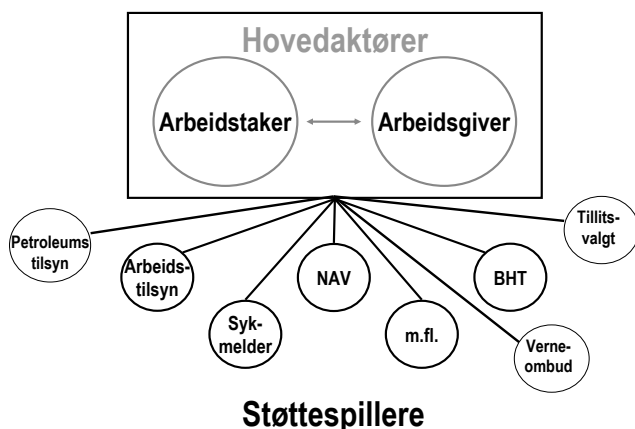 Hovedaktører
Arbeidstaker
Arbeidsgiver
Petroleums
tilsyn
Arbeids-
tilsyn
Syk-
melder
NAV
m.fl.
BHT
Verne-
ombud
Tillits-
valgt
Støttespillere